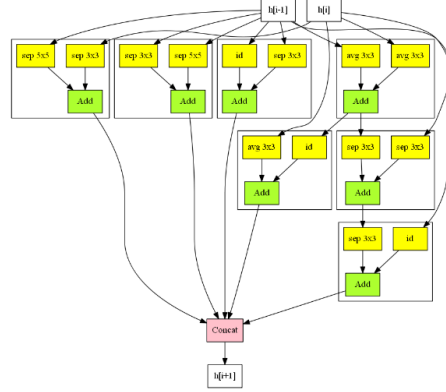 h[i-1] h[i]
sep 5x5 sep 3x3 sep 3x3 sep 5x5 id sep 3x3 avg 3x3 avg 3x3
Add Add Add Add
avg 3x3 id sep 3x3 sep 3x3
Add Add
sep 3x3 id
Add
Concat
h[i+1]